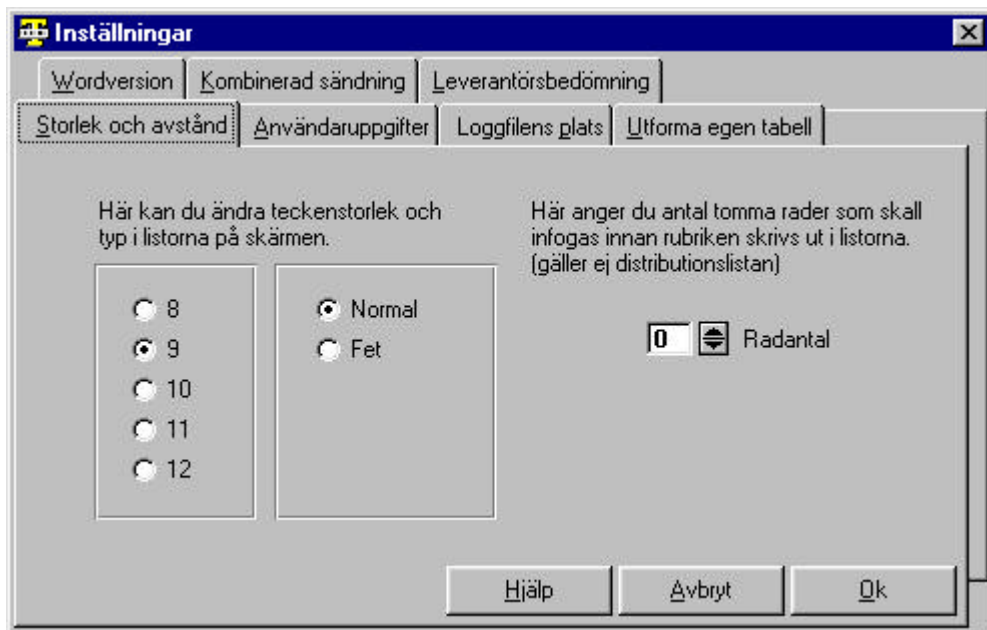 Inställningar
Wordversion
Kombinerad sändning
Leverantörsbedömning
Storlek och avstånd
Användaruppgifter
Loggfilens plats
Utforma egen tabell
Här kan du ändra teckenstorlek och
typ i listorna på skärmen.
8
9
10
11
12
Normal
Fet
Här anger du antal tomma rader som skall
infogas innan rubriken skrivs ut i listorna.
(gäller ej distributionslistan)
0 Radantal
Hjälp
Avbryt
Ok